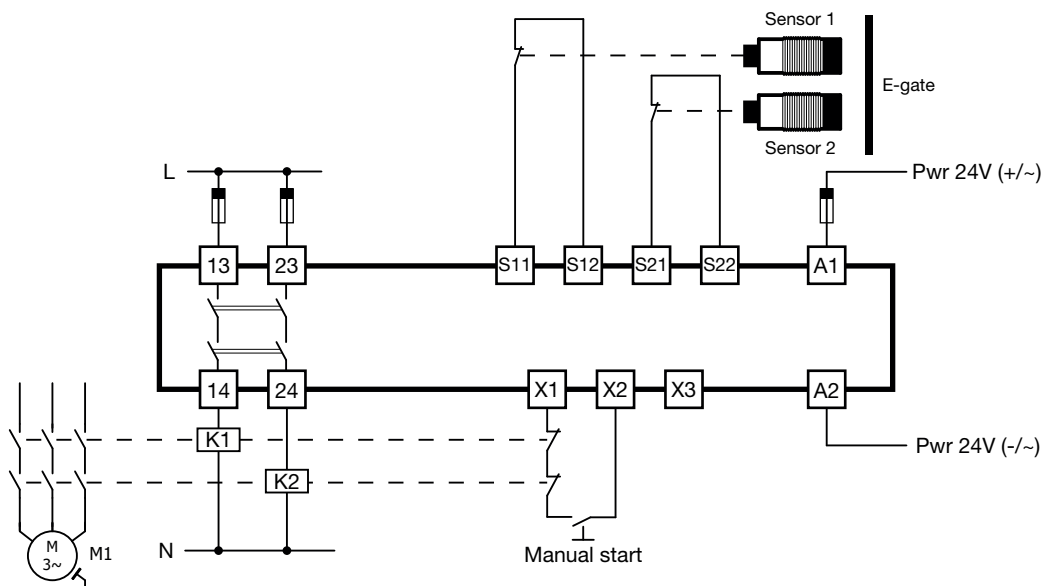 Sensor 1
E-gate
Sensor 2
L
Pwr 24V (+/~)
13
23
S11
S12
S21
S22
A1
14
24
X1
X2
X3
A2
K1
Pwr 24V (-/~)
K2
Manual start
N
M
3~
M1